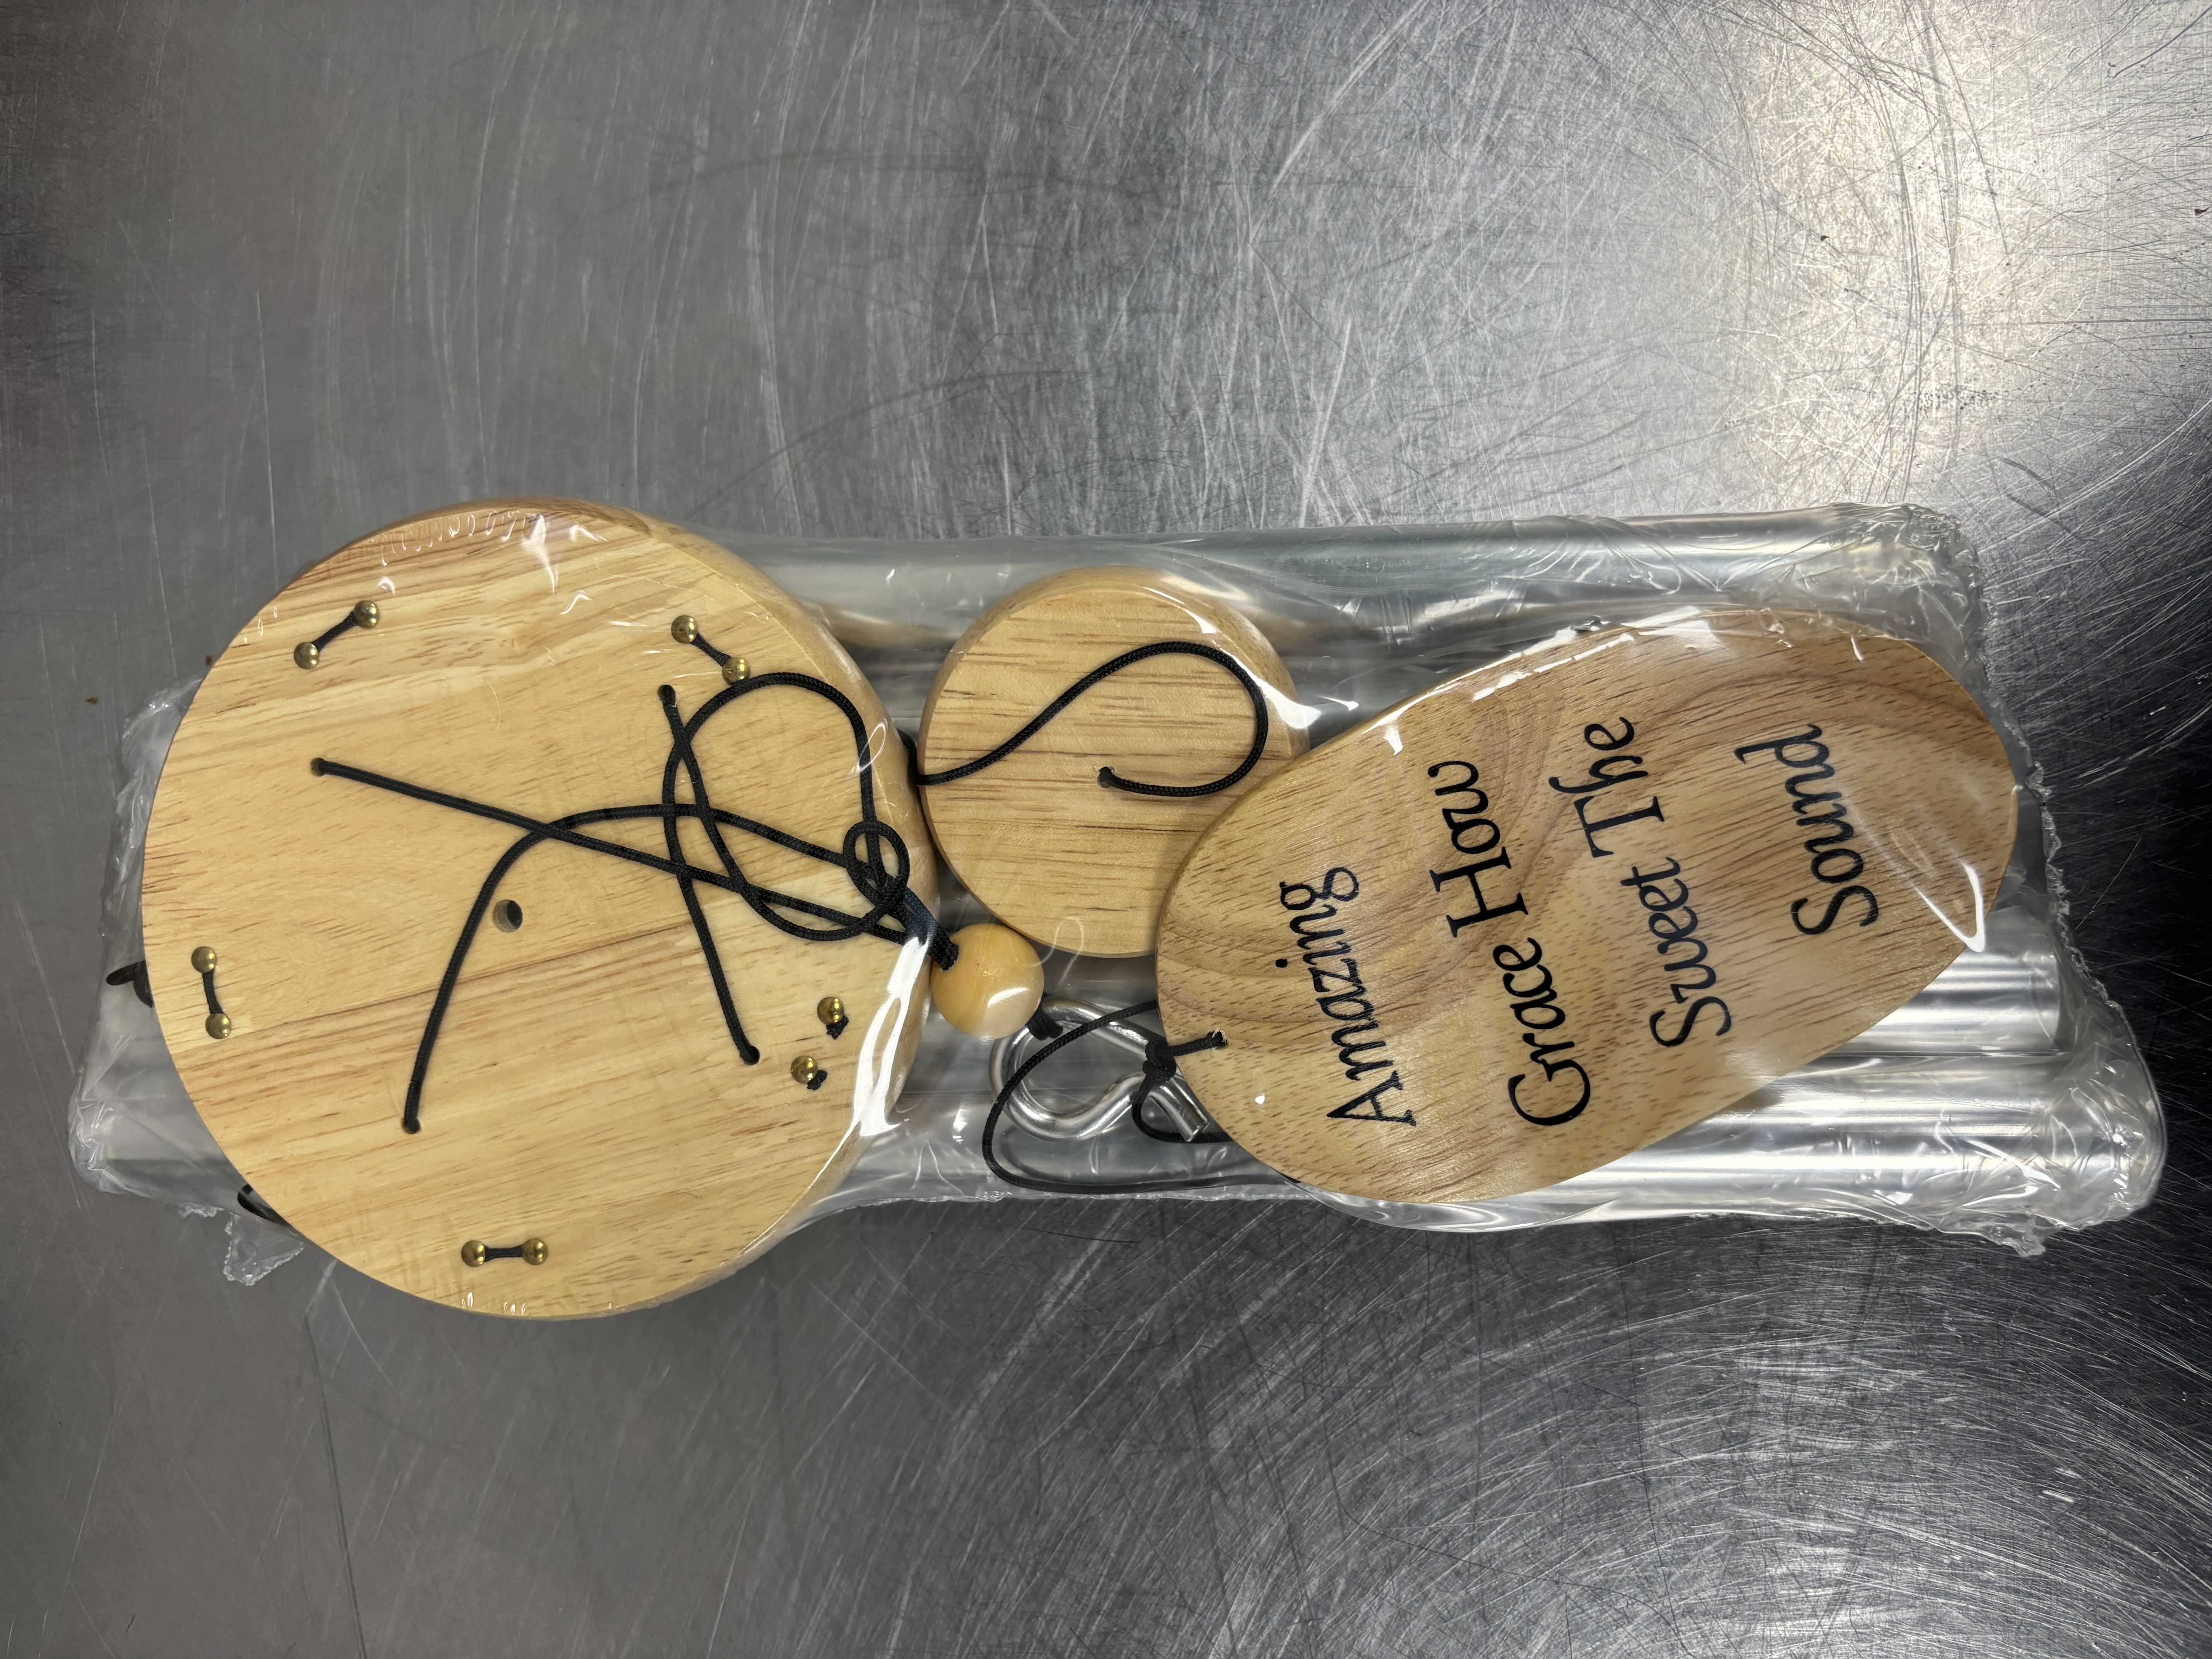 Amazing
Grace How
Sweet The
Sound